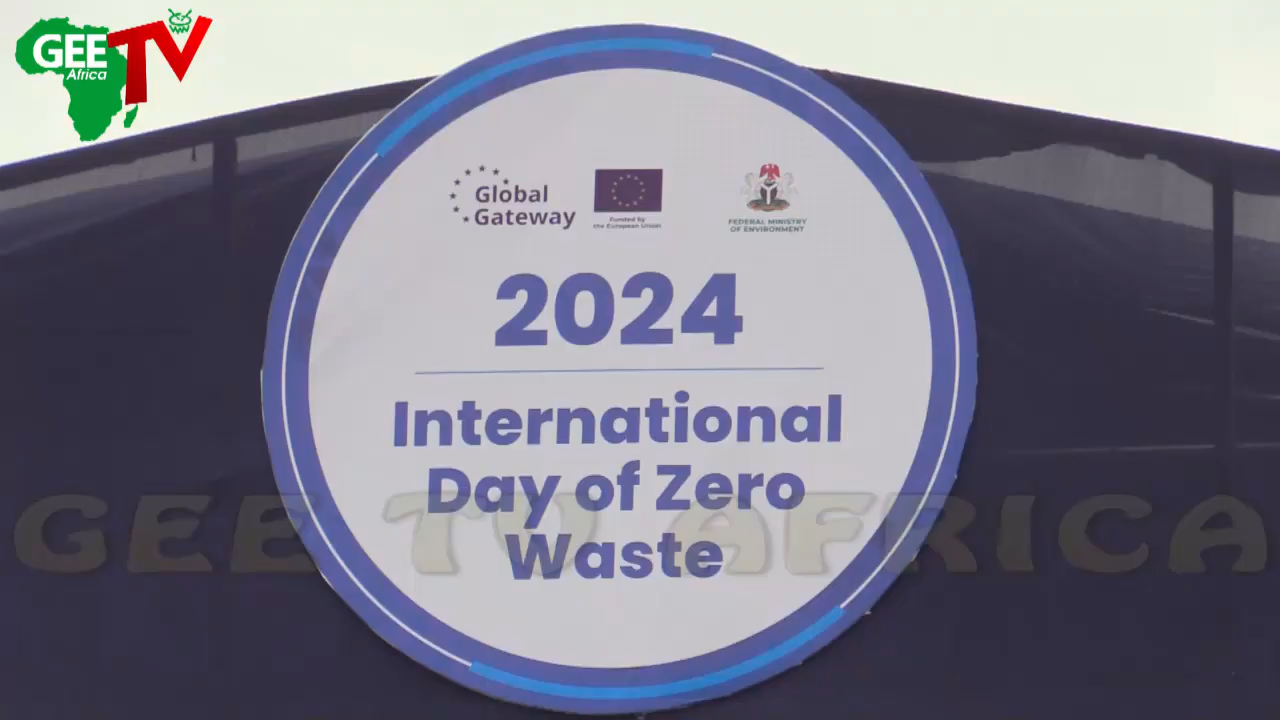 GEE TV
Africa
Global
Gateway
Funded by
the European Union
FEDERAL MINISTRY
OF ENVIRONMENT
2024
International
Day of Zero
Waste
GEE TV AFRICA